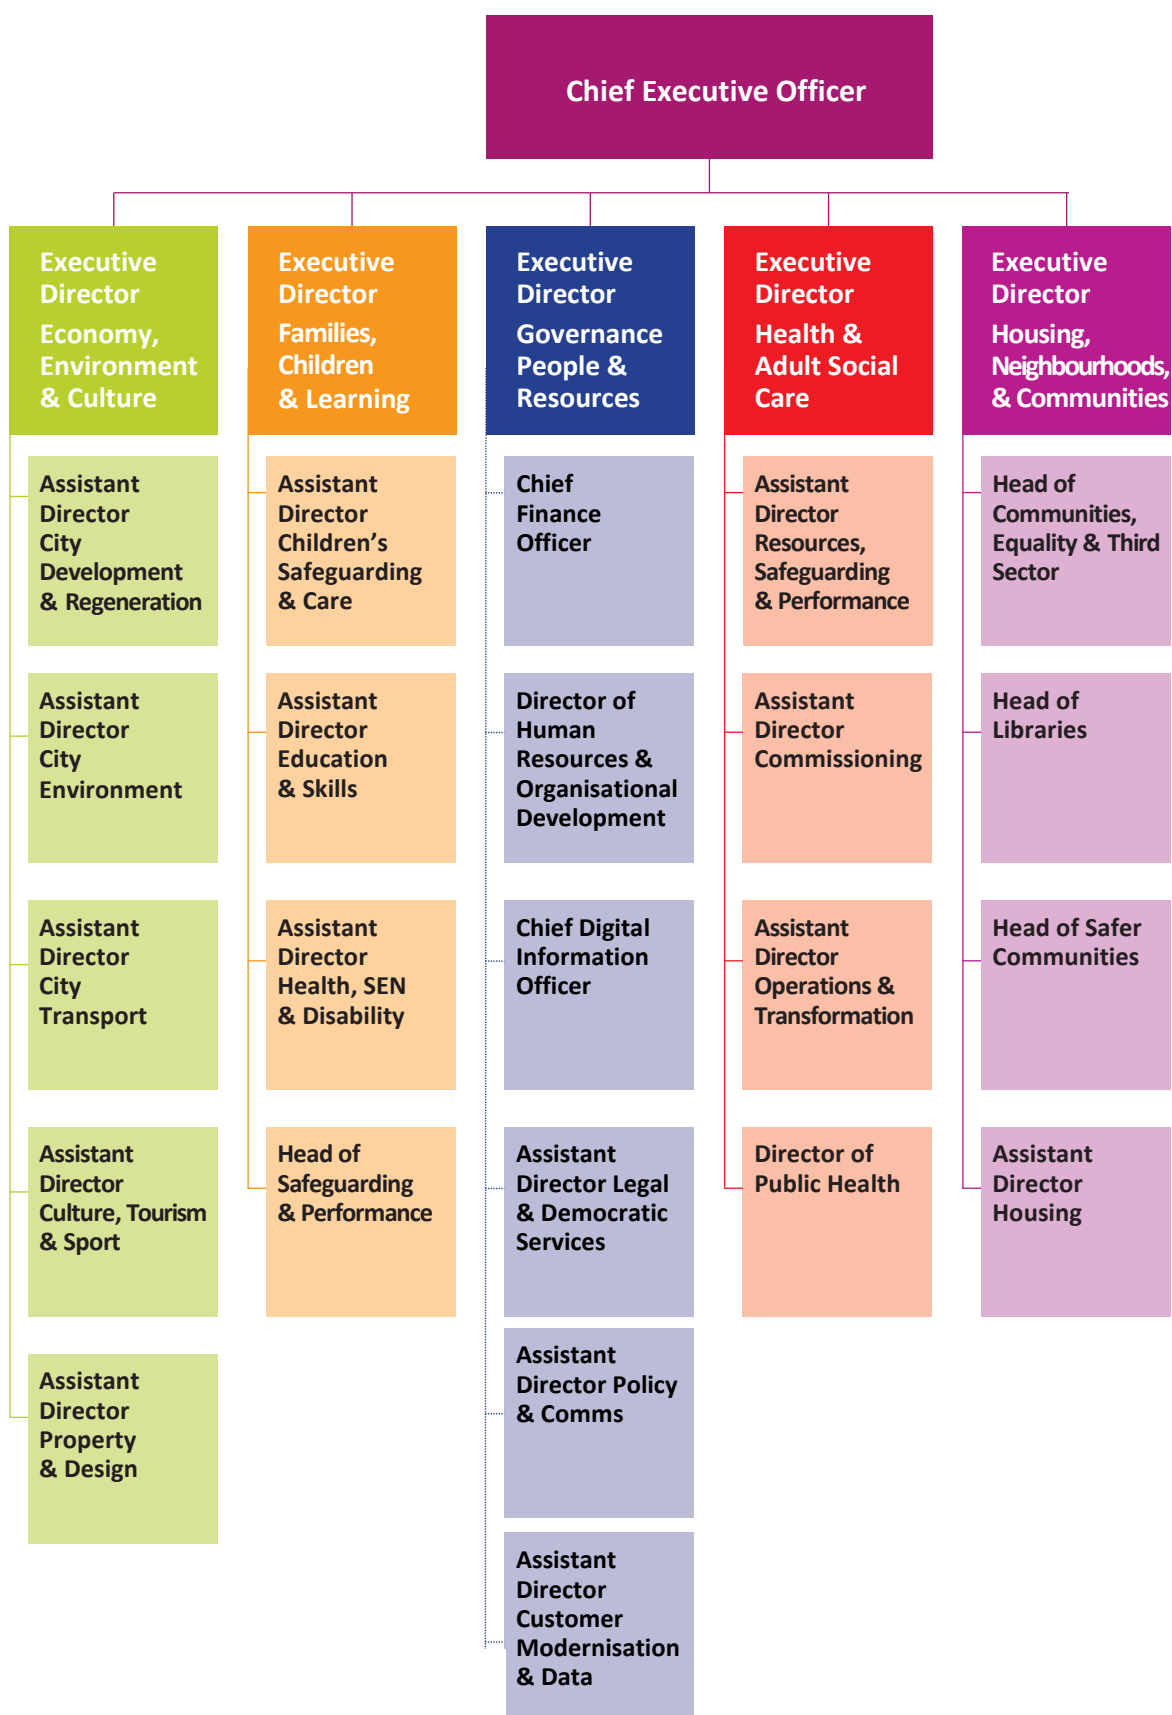 Chief Executive Officer
Executive
Director
Economy,
Environment
& Culture
Assistant
Director
City
Development
& Regeneration
Assistant
Director
City
Environment
Assistant
Director
City
Transport
Assistant
Director
Culture, Tourism
& Sport
Assistant
Director
Property
& Design
Executive
Director
Families,
Children
& Learning
Assistant
Director
Children’s
Safeguarding
& Care
Assistant
Director
Education
& Skills
Assistant
Director
Health, SEN
& Disability
Head of
Safeguarding
& Performance
Executive
Director
Governance
People &
Resources
Chief
Finance
Officer
Director of
Human
Resources &
Organisational
Development
Chief Digital
Information
Officer
Assistant
Director Legal
& Democratic
Services
Assistant
Director Policy
& Comms
Assistant
Director
Customer
Modernisation
& Data
Executive
Director
Health &
Adult Social
Care
Assistant
Director
Resources,
Safeguarding
& Performance
Assistant
Director
Commissioning
Assistant
Director
Operations &
Transformation
Director of
Public Health
Executive
Director
Housing,
Neighbourhoods,
& Communities
Head of
Communities,
Equality & Third
Sector
Head of
Libraries
Head of Safer
Communities
Assistant
Director
Housing